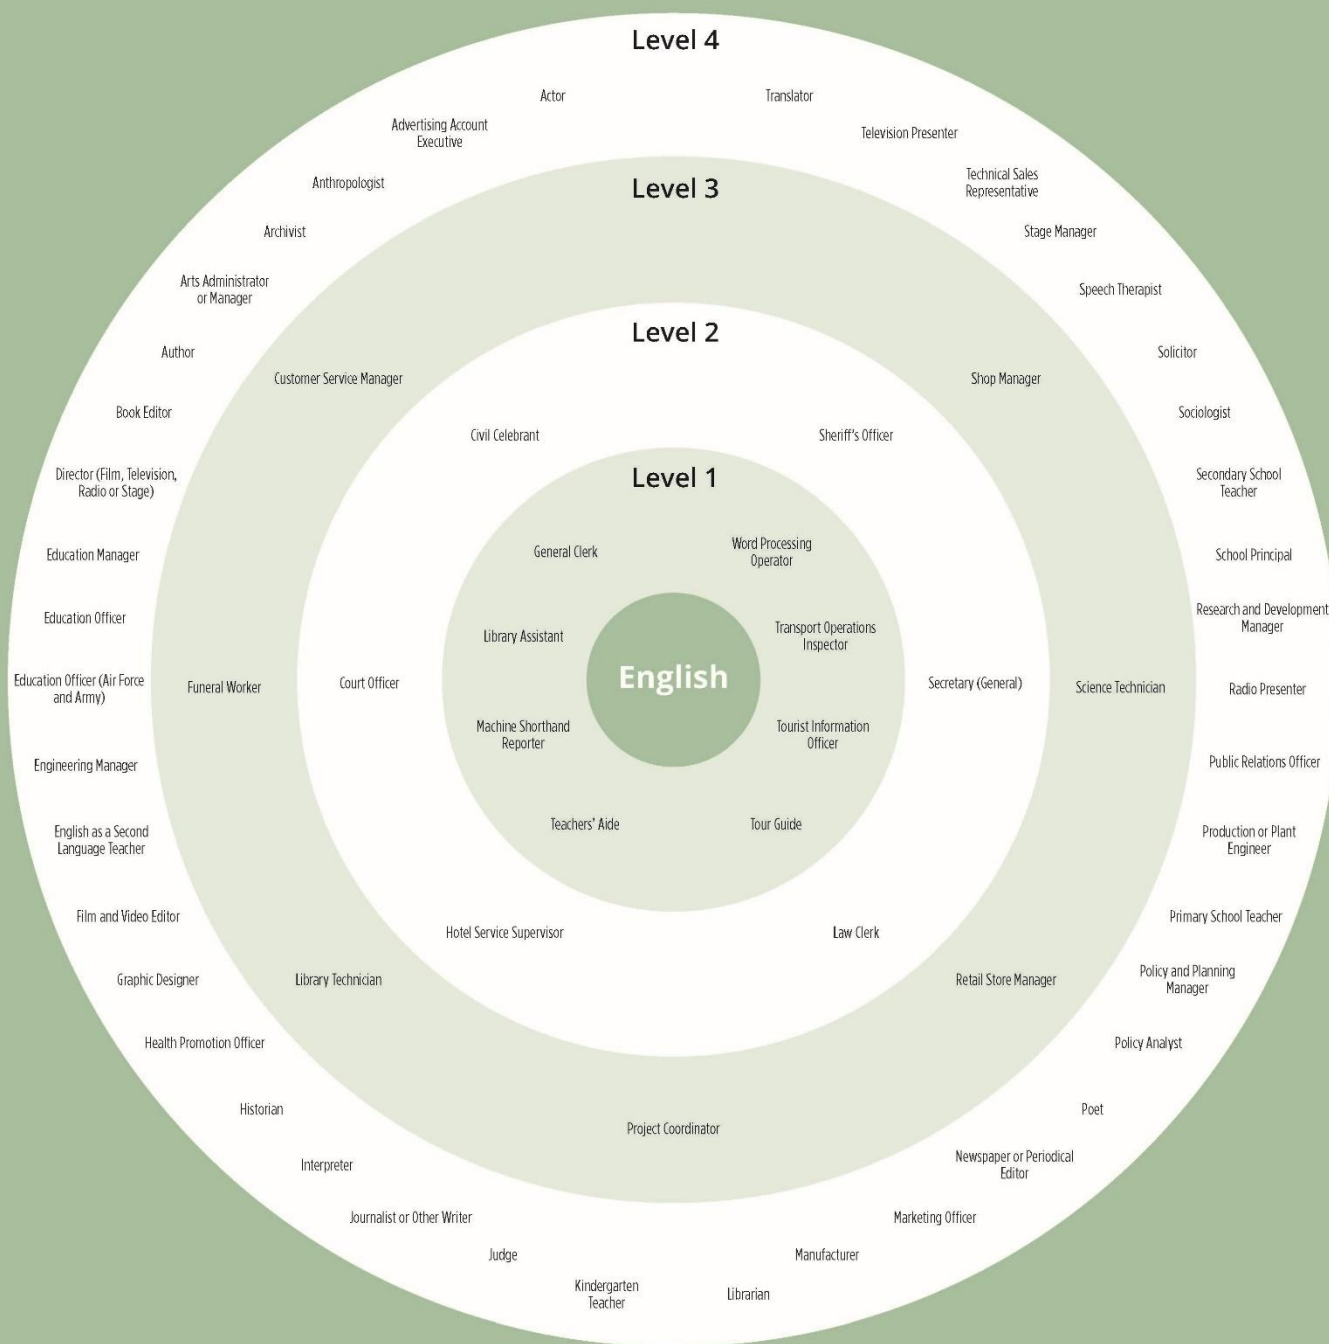 Level 4
Actor
Translator
Advertising Account
Executive
Television Presenter
Anthropologist
Technical Sales
Representative
Archivist
Stage Manager
Arts Administrator
or Manager
Speech Therapist
Author
Solicitor
Book Editor
Sociologist
Director (Film, Television,
Radio or Stage)
Secondary School
Teacher
Education Manager
School Principal
Education Officer
Research and Development
Manager
Education Officer (Air Force
and Army)
Radio Presenter
Engineering Manager
Public Relations Officer
English as a Second
Language Teacher
Production or Plant
Engineer
Film and Video Editor
Primary School Teacher
Graphic Designer
Policy and Planning
Manager
Health Promotion Officer
Policy Analyst
Historian
Poet
Interpreter
Newspaper or Periodical
Editor
Journalist or Other Writer
Marketing Officer
Judge
Manufacturer
Kindergarten
Teacher
Librarian
Level 3
Customer Service Manager
Shop Manager
Funeral Worker
Science Technician
Library Technician
Retail Store Manager
Project Coordinator
Level 2
Civil Celebrant
Sheriff's Officer
Court Officer
Secretary (General)
Hotel Service Supervisor
Law Clerk
Level 1
General Clerk
Word Processing
Operator
Library Assistant
Transport Operations
Inspector
Machine Shorthand
Reporter
Tourist Information
Officer
Teachers' Aide
Tour Guide
English